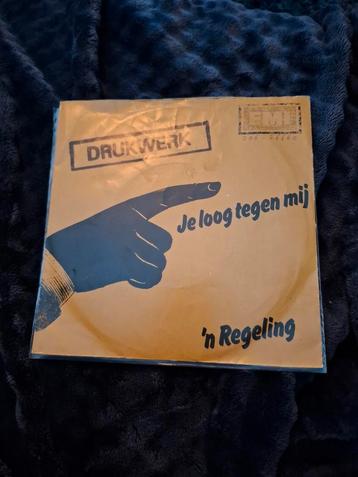 DRUKWERK
EMI
Je loog tegen mij
'n Regeling